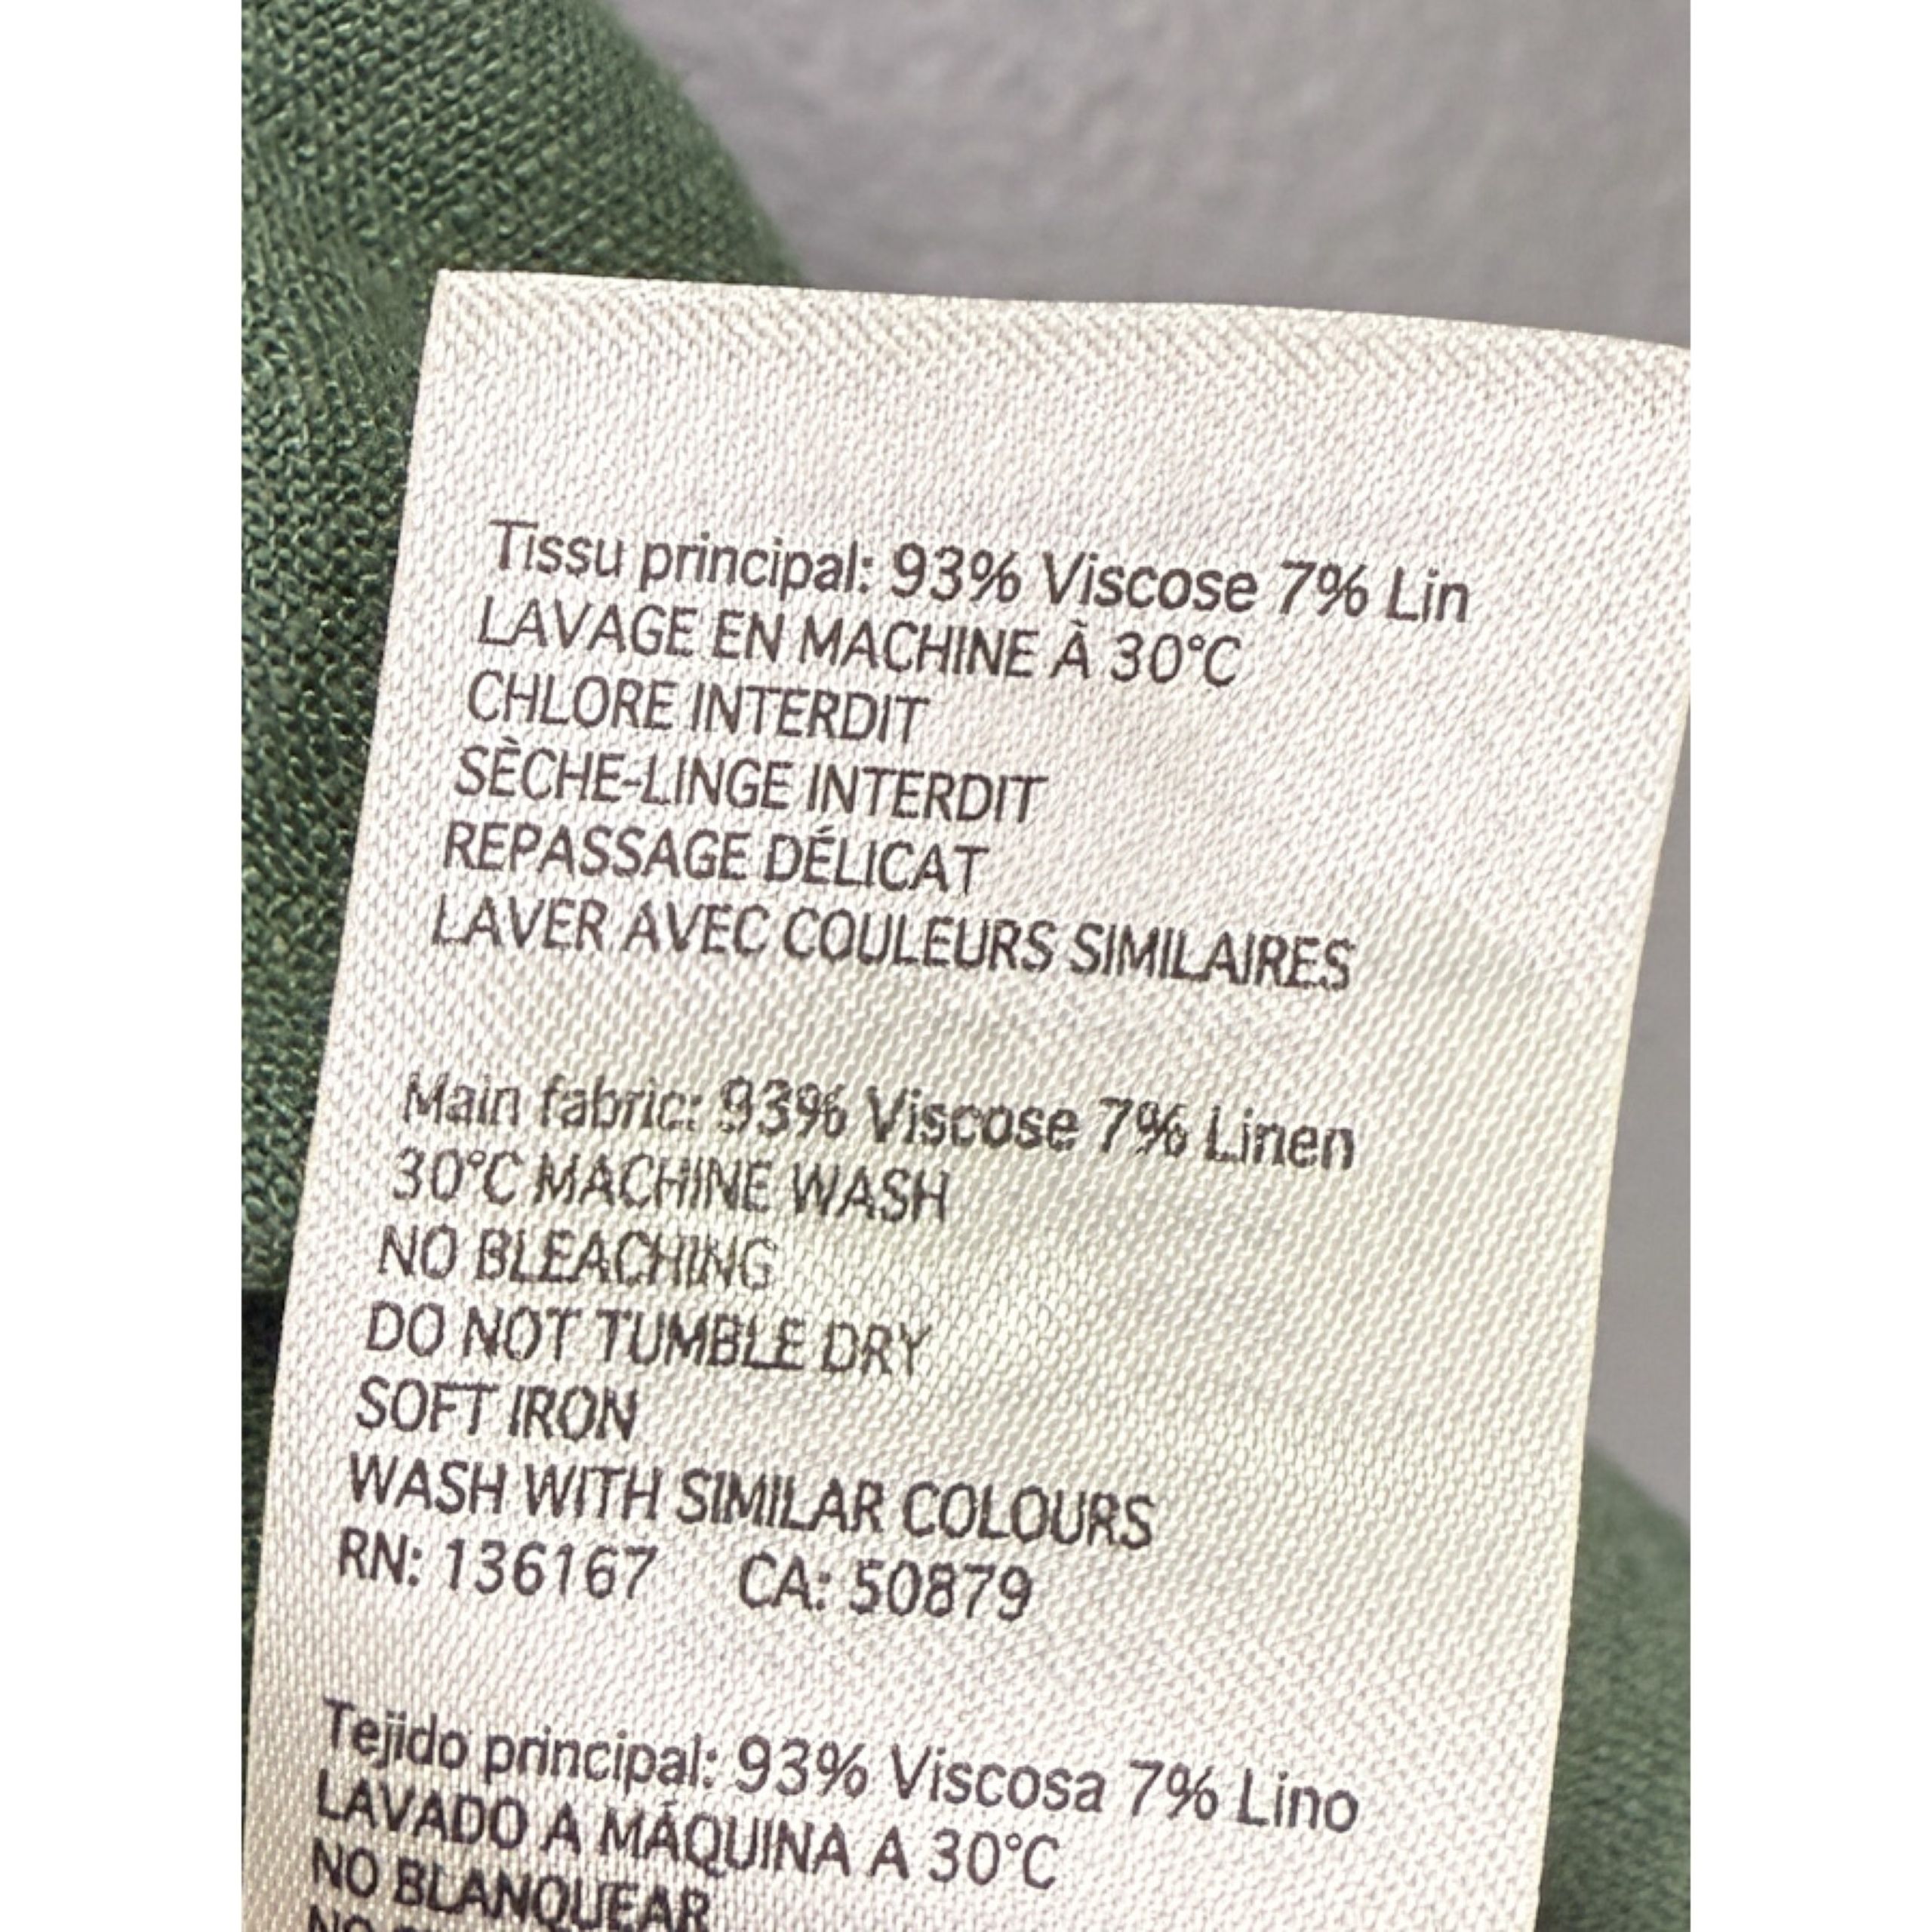 Tissu principal: 93% Viscose 7% Lin
LAVAGE EN MACHINE À 30°C
CHLORE INTERDIT
SÈCHE-LINGE INTERDIT
REPASSAGE DÉLICAT
LAVER AVEC COULEURS SIMILAIRES
Main fabric: 93% Viscose 7% Linen
30°C MACHINE WASH
NO BLEACHING
DO NOT TUMBLE DRY
SOFT IRON
WASH WITH SIMILAR COLOURS
RN: 136167 CA: 50879
Tejido principal: 93% Viscosa 7% Lino
LAVADO A MÁQUINA A 30°C
NO BLANQUEAR
NO